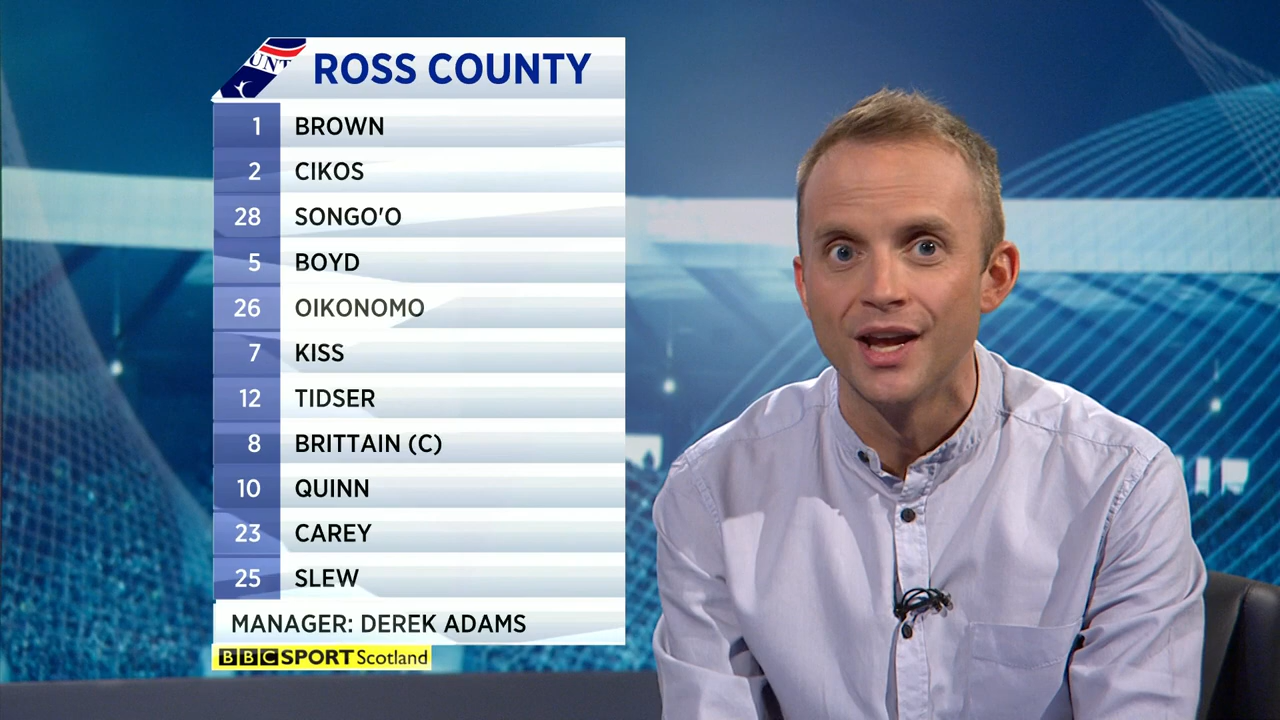 UNT
ROSS COUNTY
1 BROWN
2 CIKOS
28 SONGO'O
5 BOYD
26 OIKONOMO
7 KISS
12 TIDSER
8 BRITTAIN (C)
10 QUINN
23 CAREY
25 SLEW
MANAGER: DEREK ADAMS
BBC SPORT Scotland